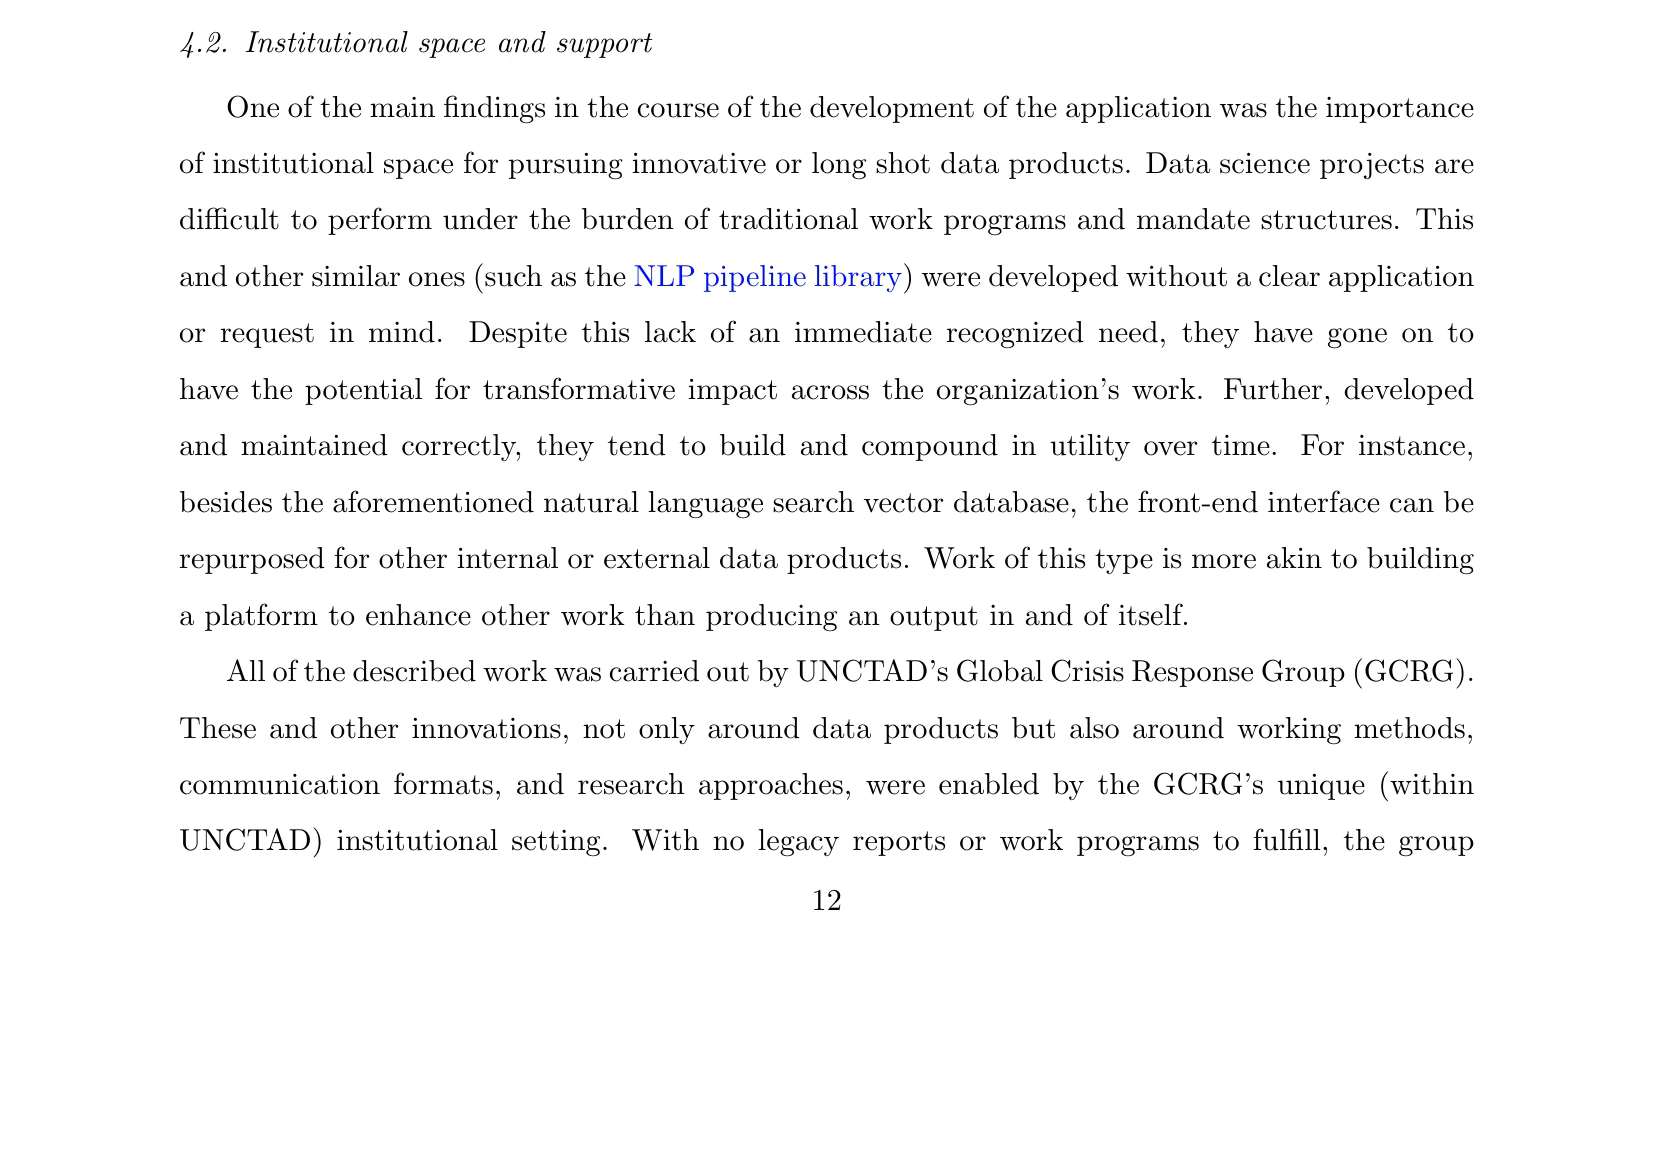 4.2. Institutional space and support
One of the main findings in the course of the development of the application was the importance
of institutional space for pursuing innovative or long shot data products. Data science projects are
difficult to perform under the burden of traditional work programs and mandate structures. This
and other similar ones (such as the NLP pipeline library) were developed without a clear application
or request in mind. Despite this lack of an immediate recognized need, they have gone on to
have the potential for transformative impact across the organization’s work. Further, developed
and maintained correctly, they tend to build and compound in utility over time. For instance,
besides the aforementioned natural language search vector database, the front-end interface can be
repurposed for other internal or external data products. Work of this type is more akin to building
a platform to enhance other work than producing an output in and of itself.
All of the described work was carried out by UNCTAD’s Global Crisis Response Group (GCRG).
These and other innovations, not only around data products but also around working methods,
communication formats, and research approaches, were enabled by the GCRG’s unique (within
UNCTAD) institutional setting. With no legacy reports or work programs to fulfill, the group
12